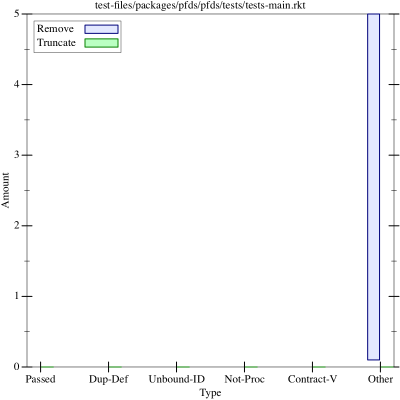 test-files/packages/pfds/pfds/tests/tests-main.rkt
Remove
Truncate
5
4
3
2
1
0
Amount
Passed Dup-Def Unbound-ID Not-Proc Contract-V Other
Type